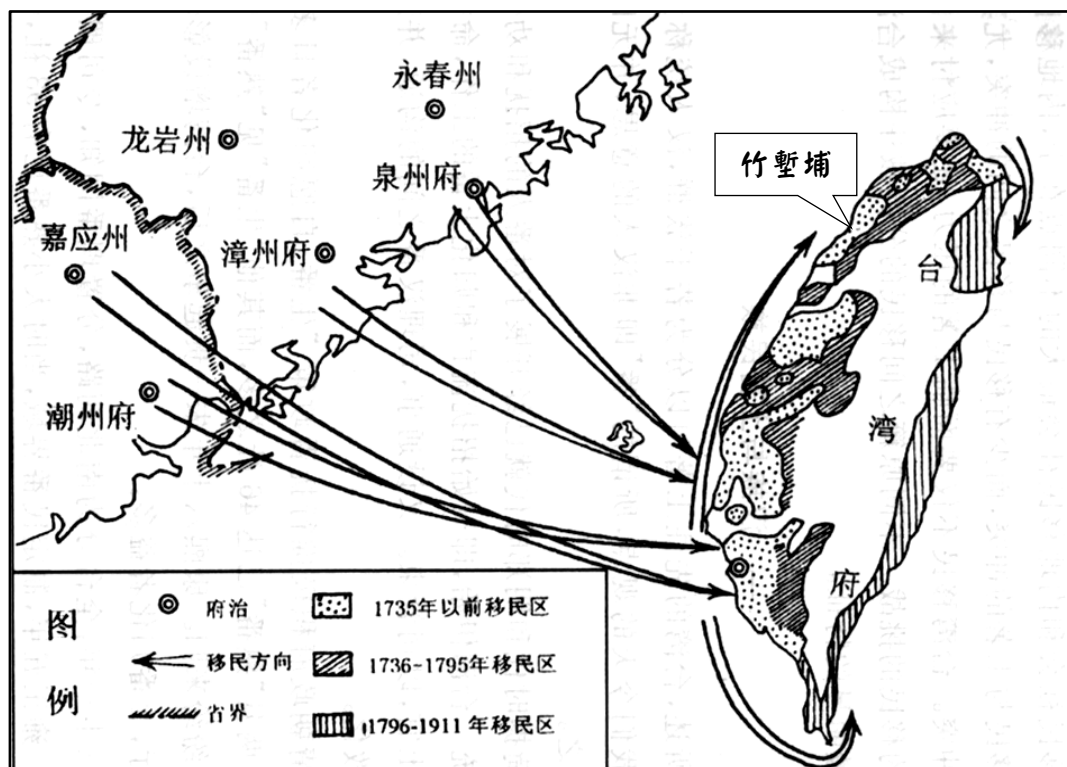 永春州
龙岩州
泉州府
竹塹埔
嘉应州
漳州府
潮州府
台
湾
府
图
例
府治
移民方向
省界
1735年以前移民区
1736-1795年移民区
1796-1911年移民区